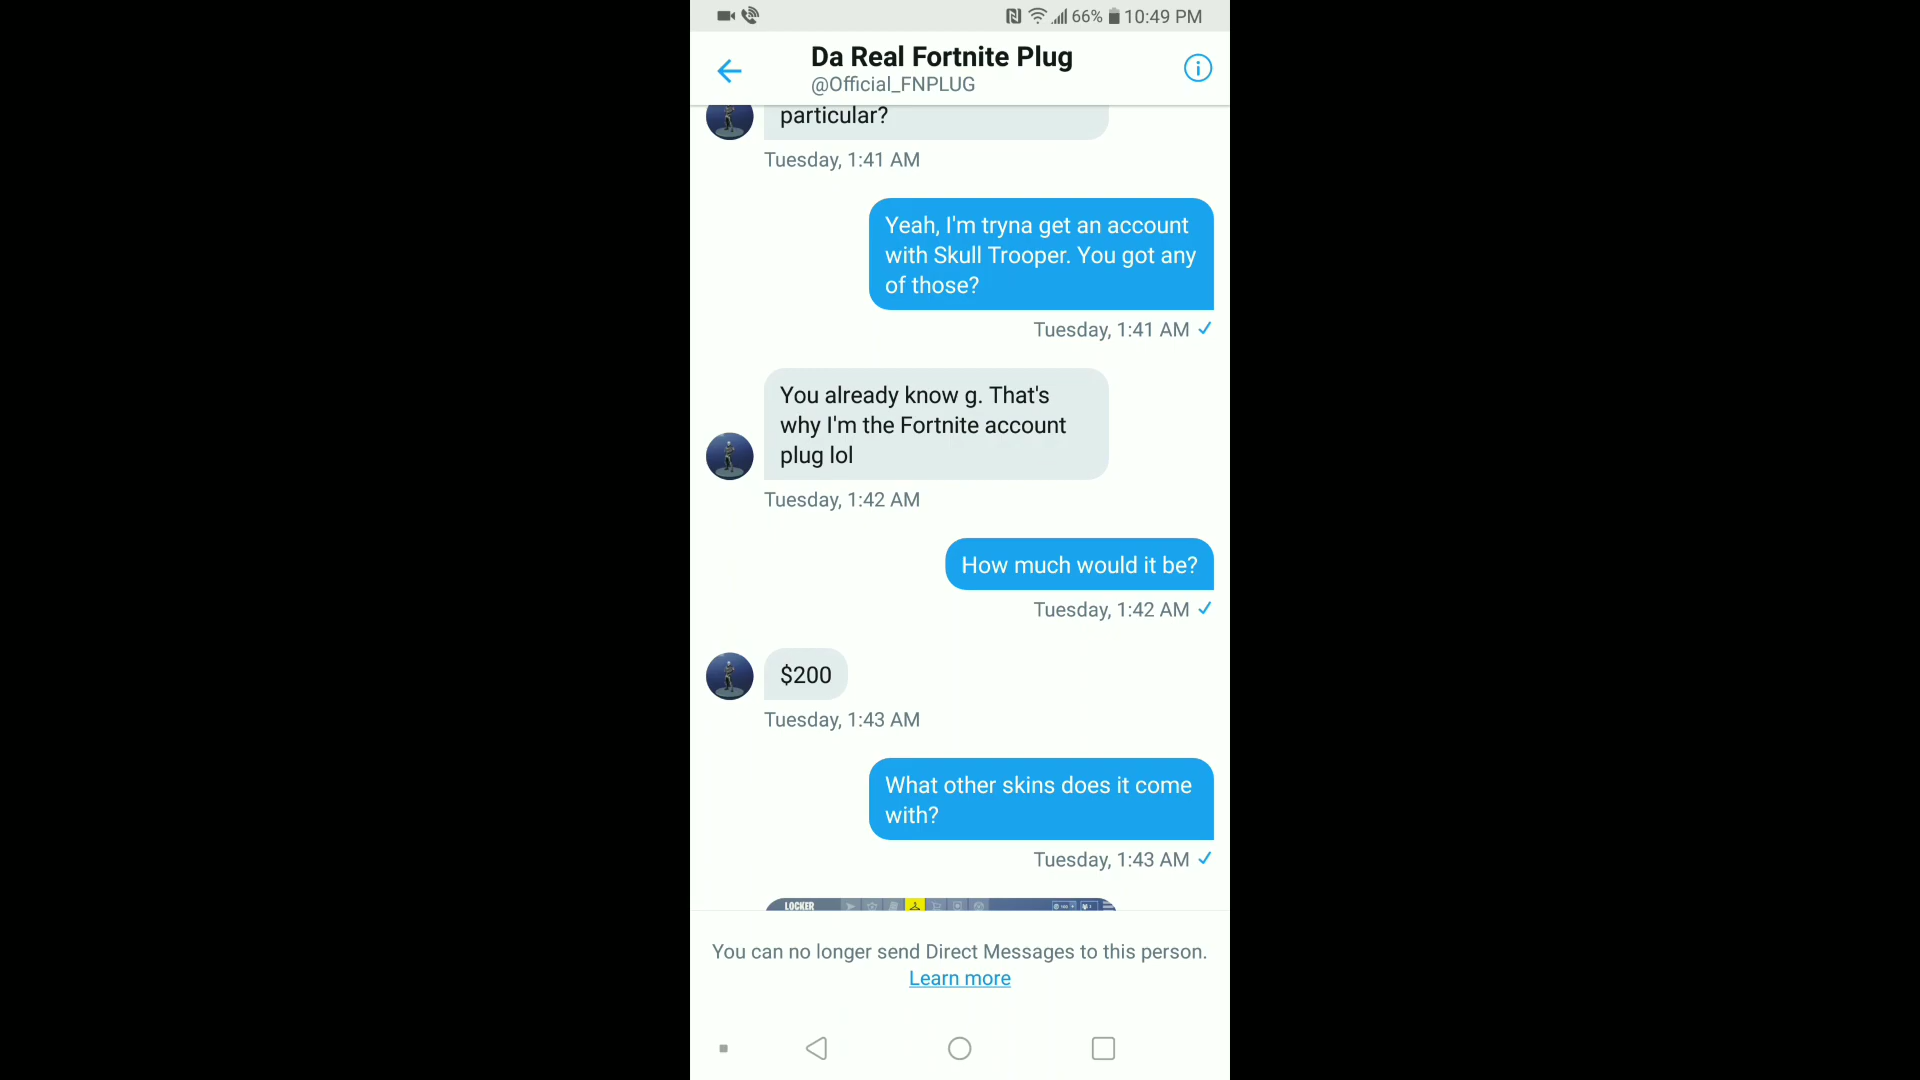 66% 10:49 PM
Da Real Fortnite Plug
@Official_FNPLUG
particular?
Tuesday, 1:41 AM
Yeah, I'm tryna get an account
with Skull Trooper. You got any
of those?
Tuesday, 1:41 AM
You already know g. That's
why I'm the Fortnite account
plug lol
Tuesday, 1:42 AM
How much would it be?
Tuesday, 1:42 AM
$200
Tuesday, 1:43 AM
What other skins does it come
with?
Tuesday, 1:43 AM
LOCKER
You can no longer send Direct Messages to this person.
Learn more